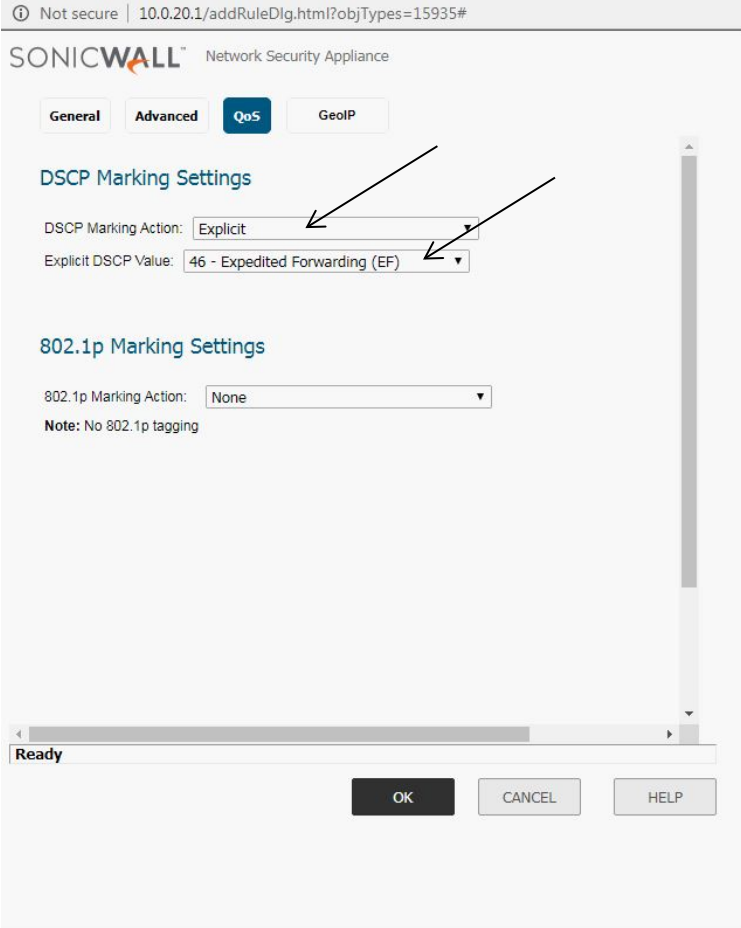 Not secure | 10.0.20.1/addRuleDlg.html?objTypes=15935#
SONICWALL™ Network Security Appliance
General Advanced QoS GeoIP
DSCP Marking Settings
DSCP Marking Action: Explicit
Explicit DSCP Value: 46 - Expedited Forwarding (EF)
802.1p Marking Settings
802.1p Marking Action: None
Note: No 802.1p tagging
Ready
OK CANCEL HELP